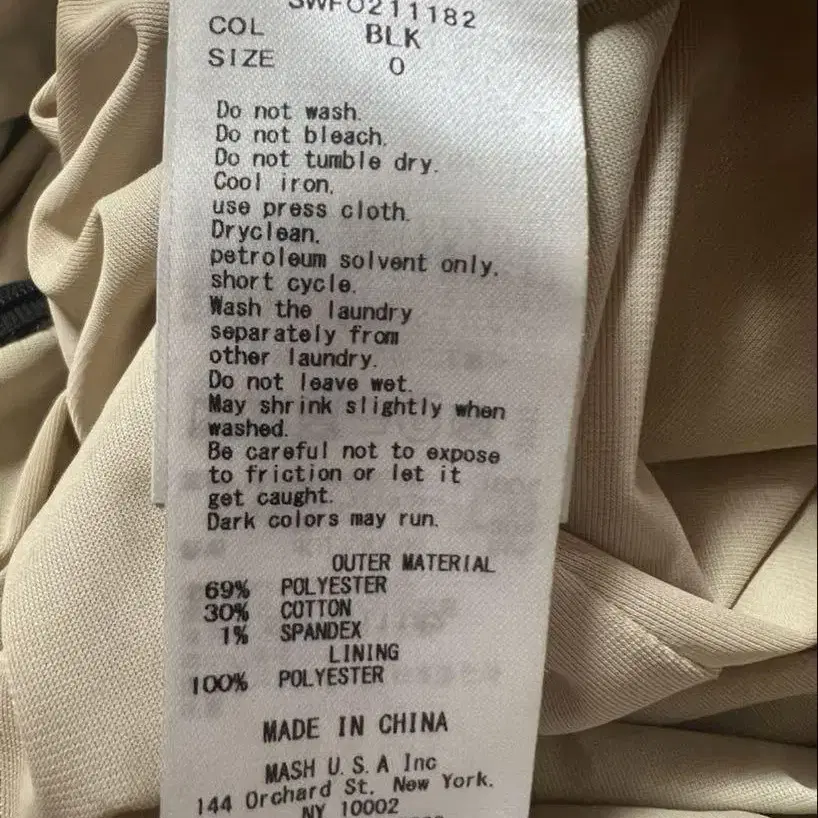 SWFO211182
COL BLK
SIZE 0
Do not wash.
Do not bleach.
Do not tumble dry.
Cool iron,
use press cloth.
Dryclean,
petroleum solvent only,
short cycle.
Wash the laundry
separately from
other laundry.
Do not leave wet.
May shrink slightly when
washed.
Be careful not to expose
to friction or let it
get caught.
Dark colors may run.
OUTER MATERIAL
69% POLYESTER
30% COTTON
1% SPANDEX
LINING
100% POLYESTER
MADE IN CHINA
MASH U.S.A Inc
144 Orchard St. New York.
NY 10002